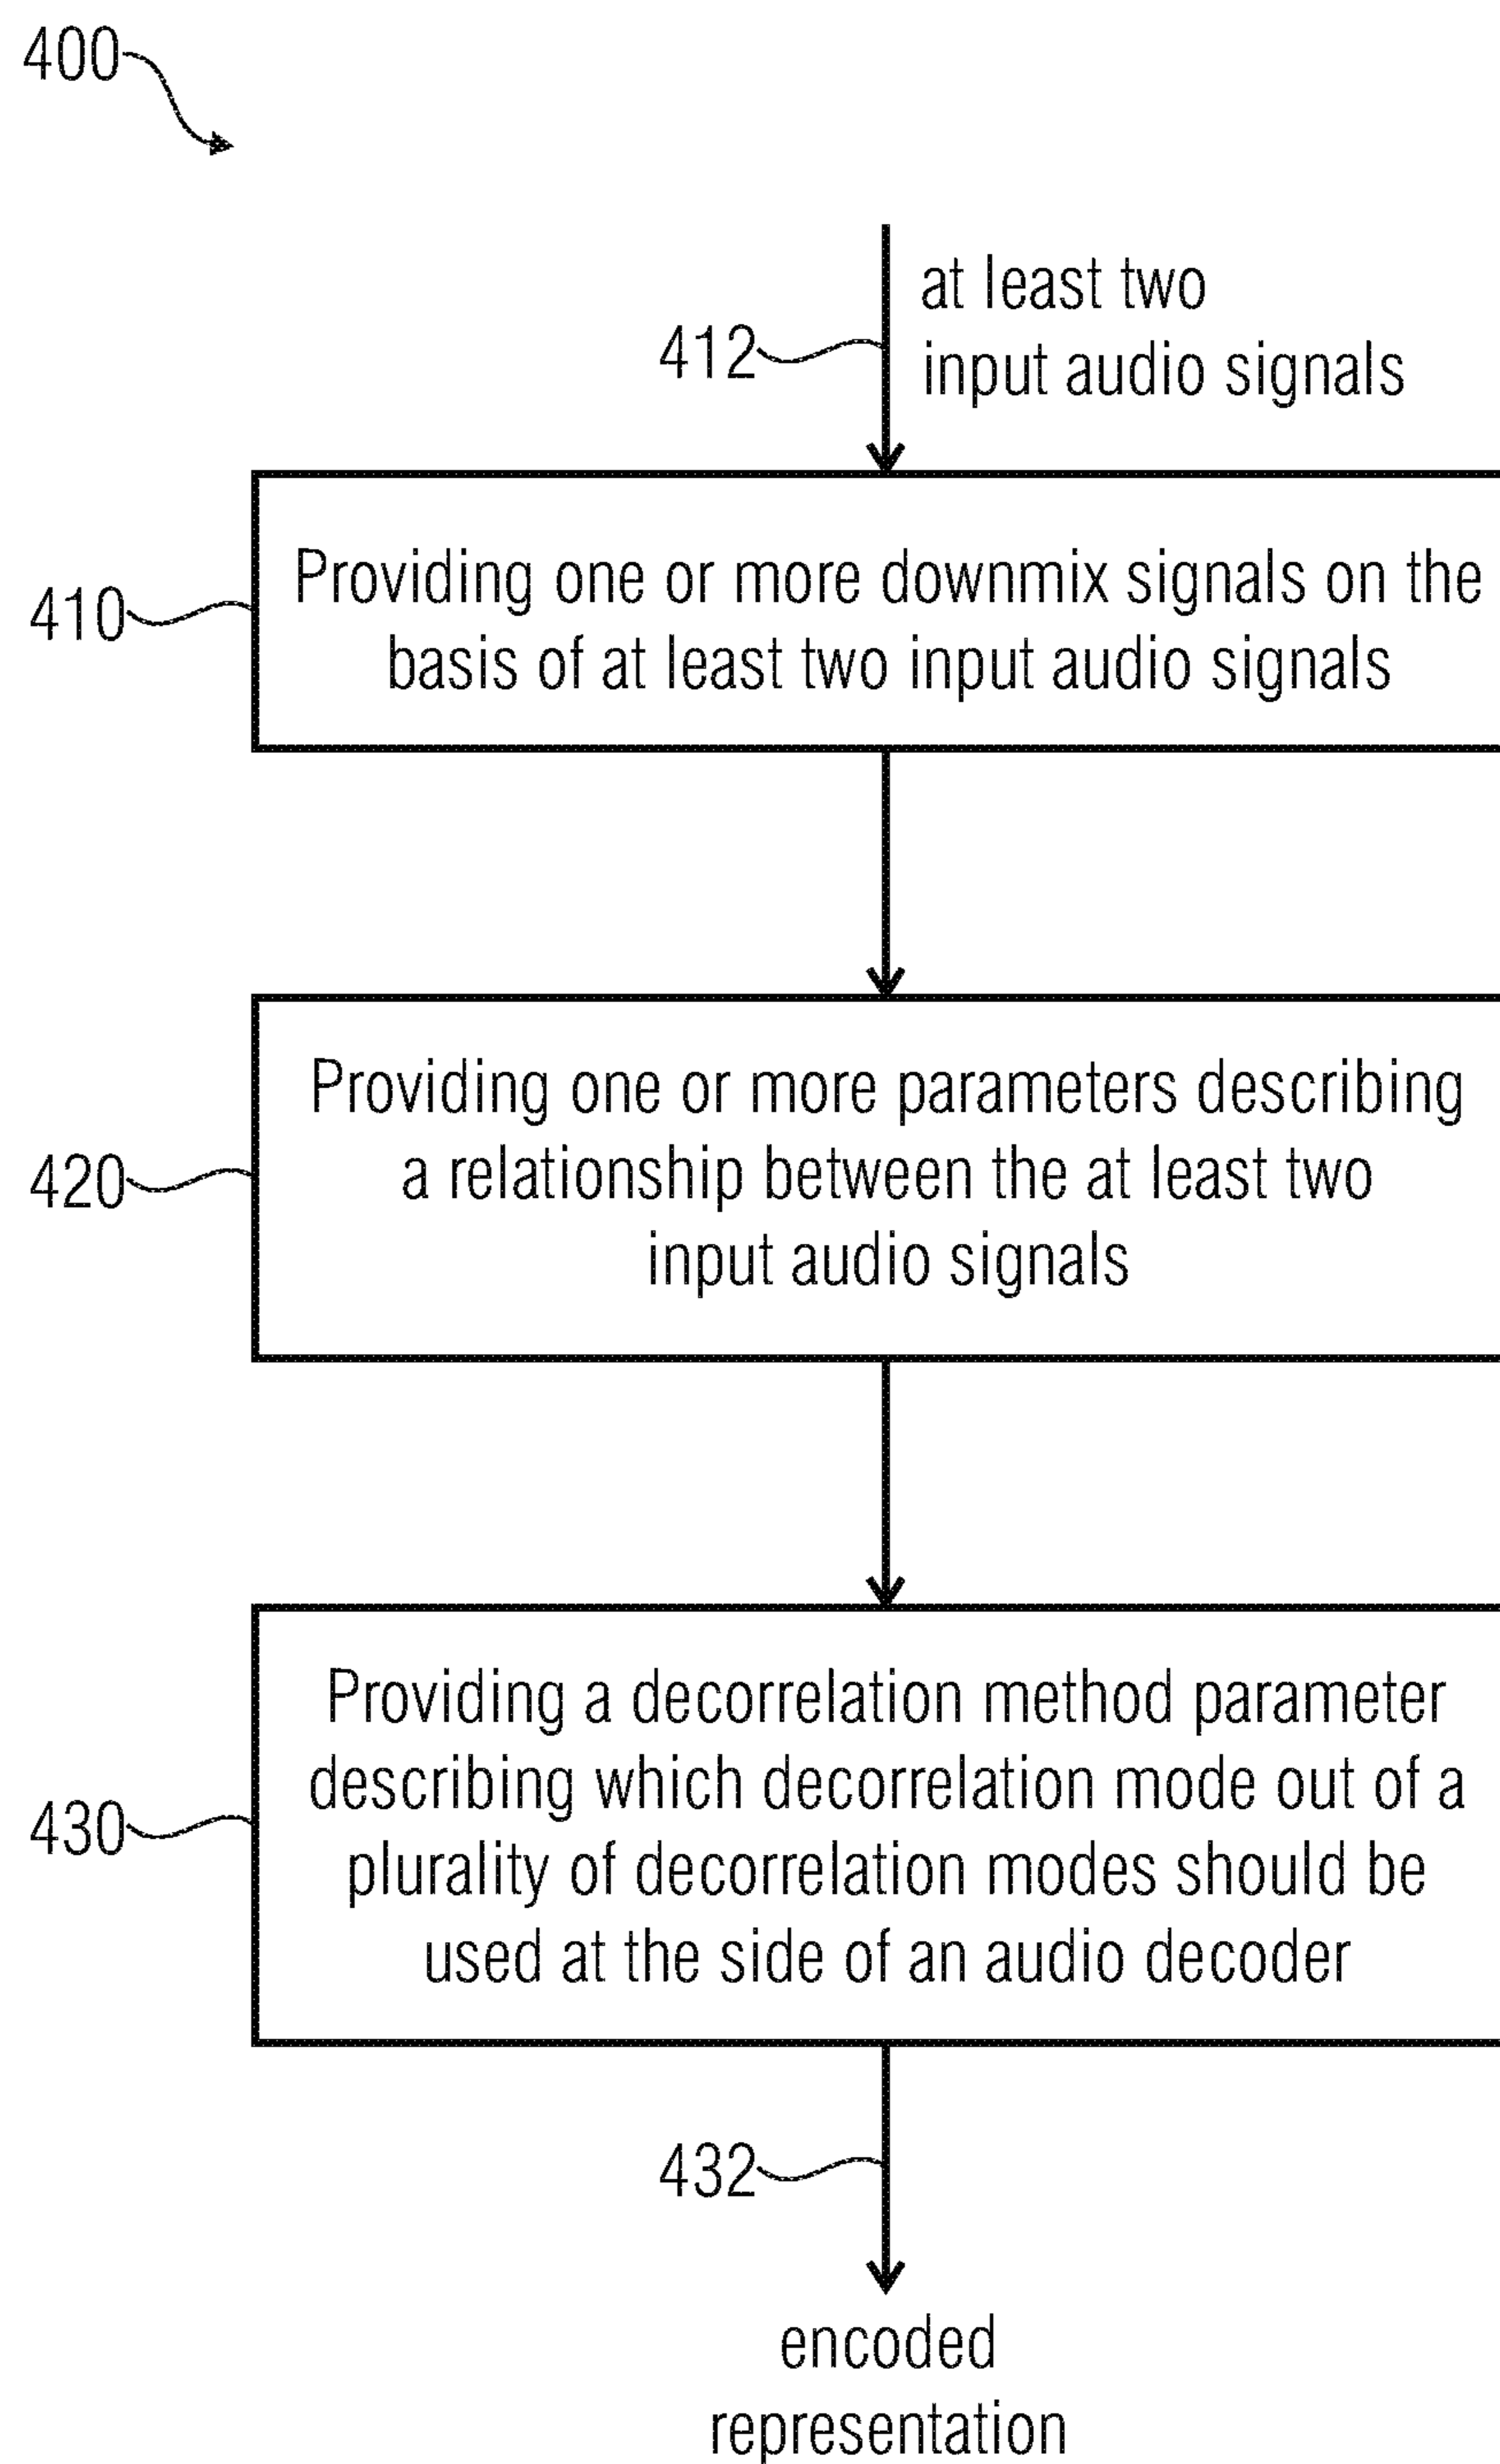 400
at least two
412
input audio signals
Providing one or more downmix signals on the
410
basis of at least two input audio signals
Providing one or more parameters describing
420
a relationship between the at least two
input audio signals
Providing a decorrelation method parameter
describing which decorrelation mode out of a
430
plurality of decorrelation modes should be
used at the side of an audio decoder
432
encoded
representation